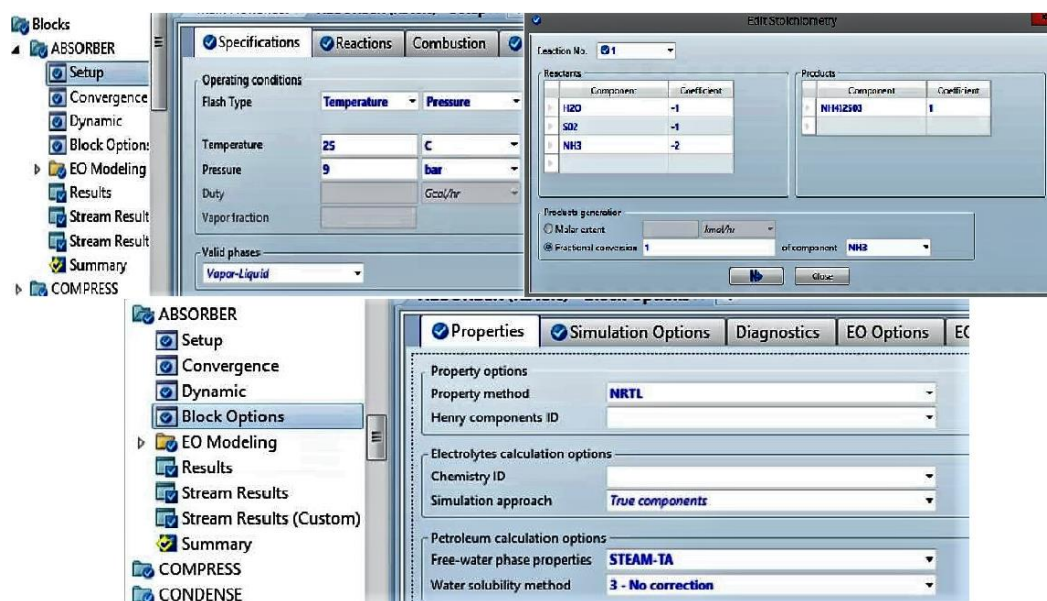 Blocks
ABSORBER
Setup
Convergence
Dynamic
Block Option:
EO Modeling
Results
Stream Result
Stream Result
Summary
COMPRESS
Specifications
Reactions
Combustion
Operating conditions
Flash Type
Temperature
Pressure
Temperature
25
C
Pressure
9
bar
Duty
Gcal/hr
Vapor fraction
Valid phases
Vapor-Liquid
Edit Stoichiometry
Reaction No.
1
Reactants
Component
Coefficient
H2O
-1
SO2
-1
NH3
-2
Products
Component
Coefficient
1
Products generation
Molar extent
kmol/hr
Fractional conversion
1
of component
NH3
Close
ABSORBER
Setup
Convergence
Dynamic
Block Options
EO Modeling
Results
Stream Results
Stream Results (Custom)
Summary
COMPRESS
CONDENSE
Properties
Simulation Options
Diagnostics
EO Options
Property options
Property method
NRTL
Henry components ID
Electrolytes calculation options
Chemistry ID
Simulation approach
True components
Petroleum calculation options
Free-water phase properties
STEAM-TA
Water solubility method
3 - No correction